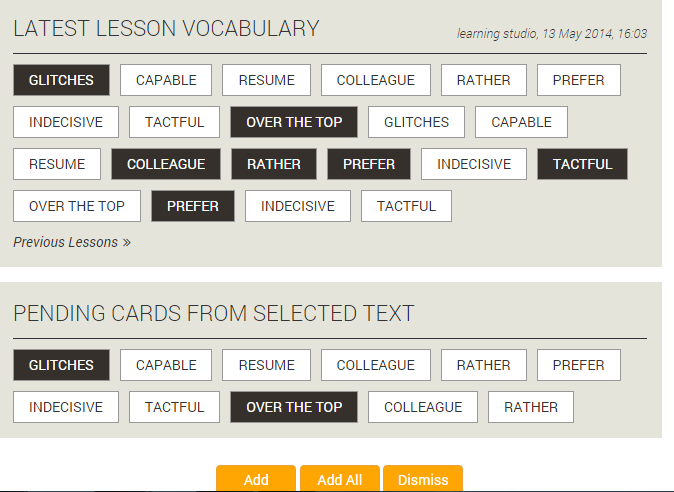 LATEST LESSON VOCABULARY learning studio, 13 May 2014, 16:03
GLITCHES CAPABLE RESUME COLLEAGUE RATHER PREFER
INDECISIVE TACTFUL OVER THE TOP GLITCHES CAPABLE
RESUME COLLEAGUE RATHER PREFER INDECISIVE TACTFUL
OVER THE TOP PREFER INDECISIVE TACTFUL
Previous Lessons »
PENDING CARDS FROM SELECTED TEXT
GLITCHES CAPABLE RESUME COLLEAGUE RATHER PREFER
INDECISIVE TACTFUL OVER THE TOP COLLEAGUE RATHER
Add Add All Dismiss